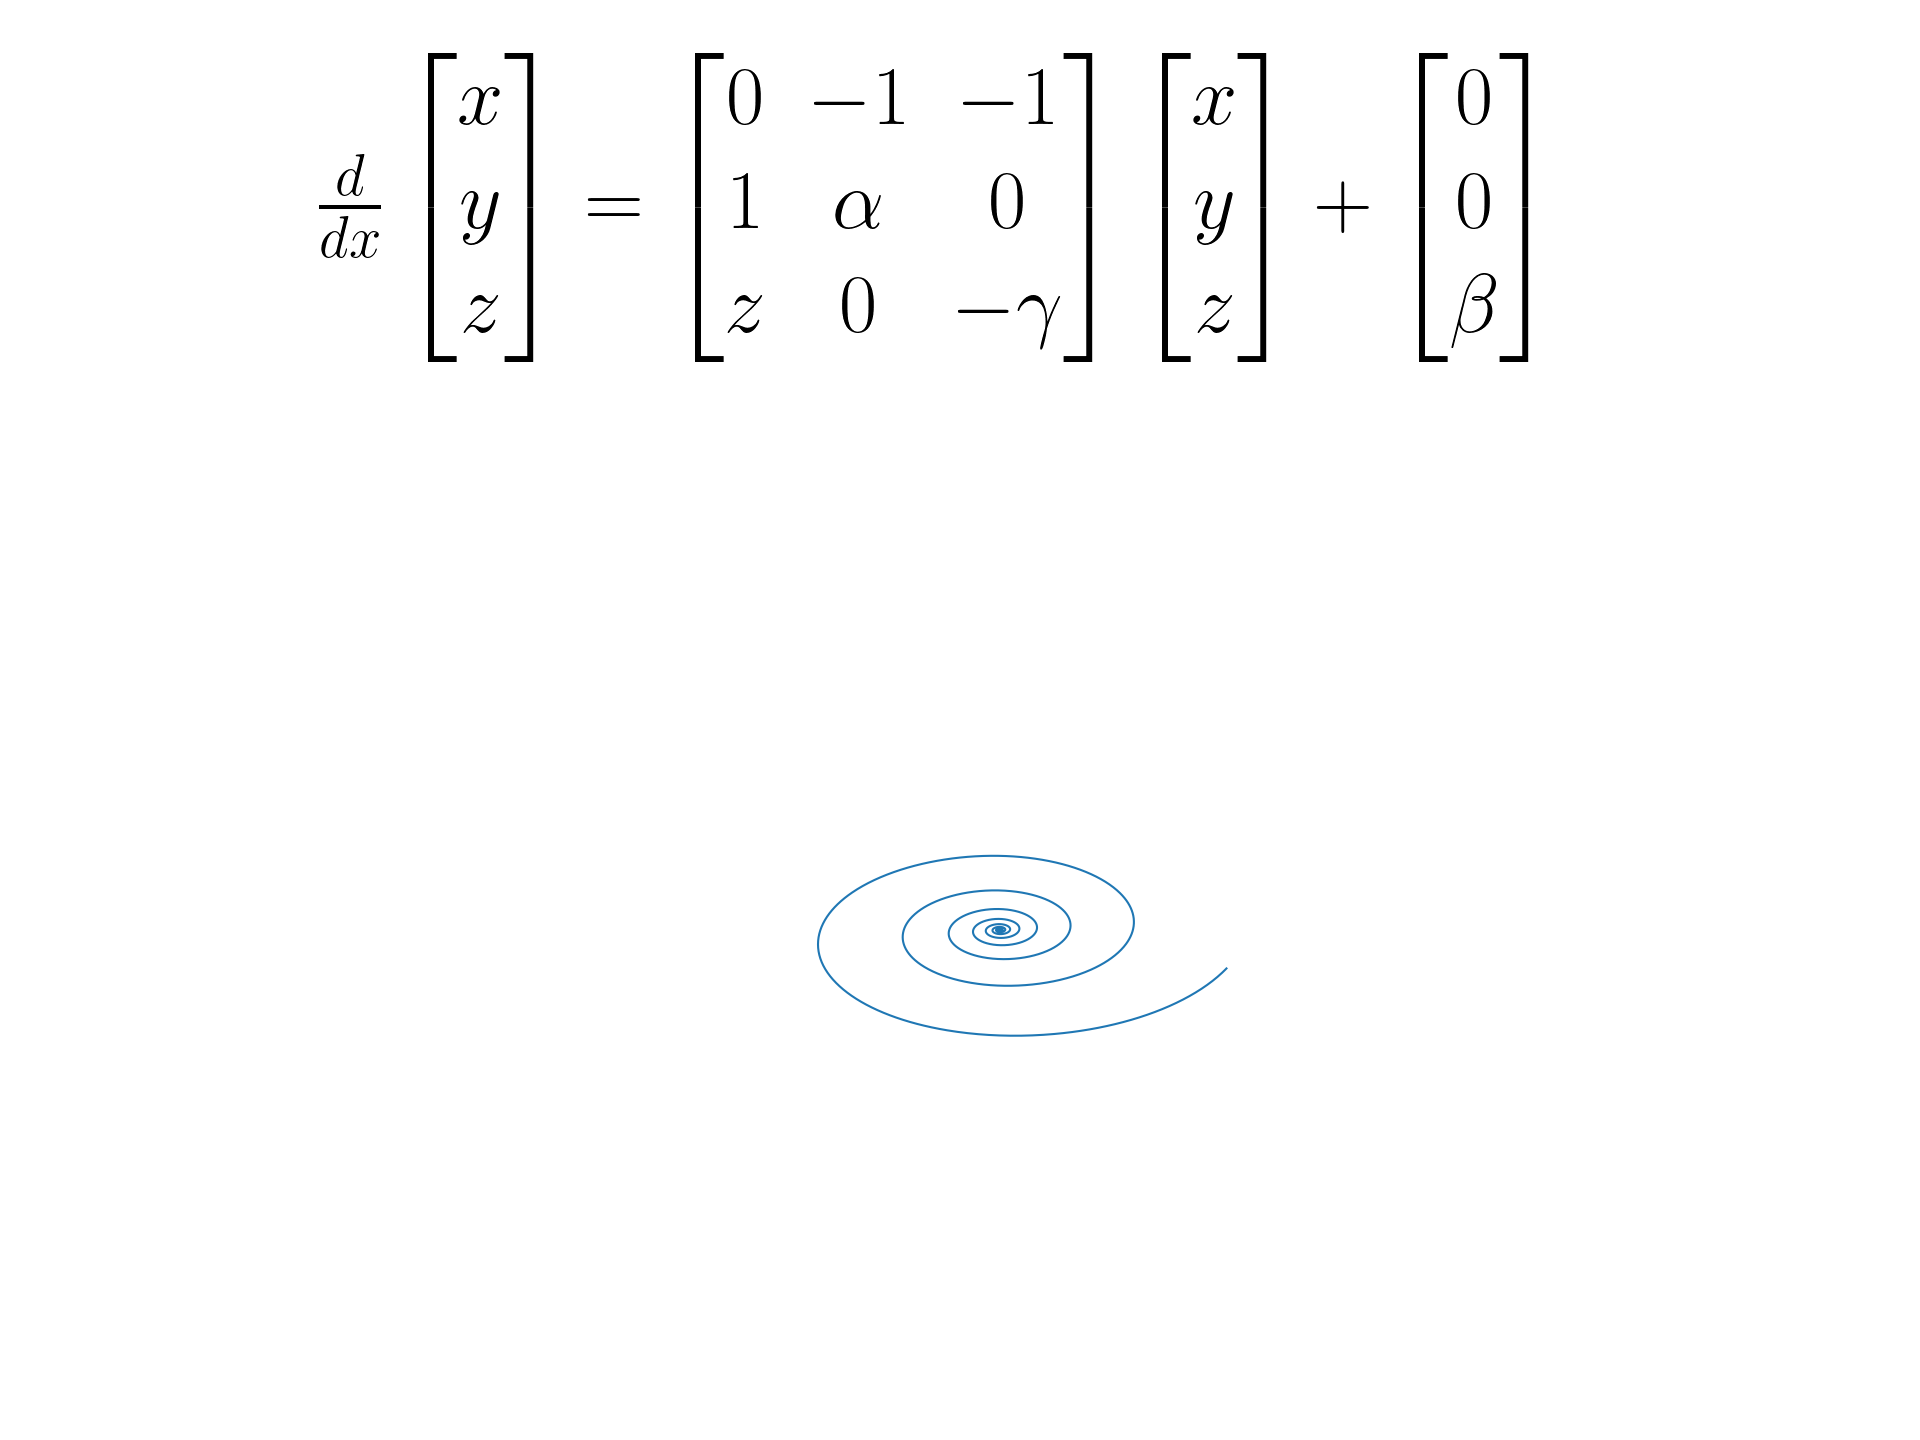 $\frac{d}{dx} \begin{bmatrix} x \\ y \\ z \end{bmatrix} = \begin{bmatrix} 0 & -1 & -1 \\ 1 & \alpha & 0 \\ z & 0 & -\gamma \end{bmatrix} \begin{bmatrix} x \\ y \\ z \end{bmatrix} + \begin{bmatrix} 0 \\ 0 \\ \beta \end{bmatrix}$